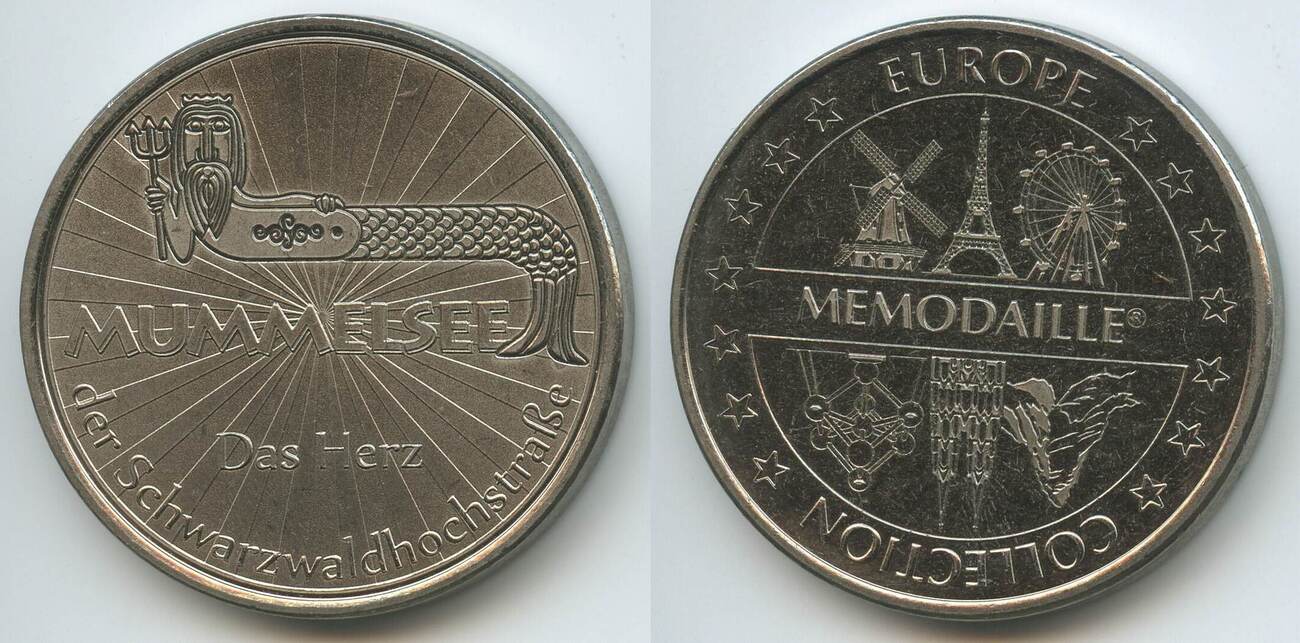 MUMMELSEE
Das Herz
der Schwarzwaldhochstraße
EUROPE
MEMODAILLE®
COLLECTION